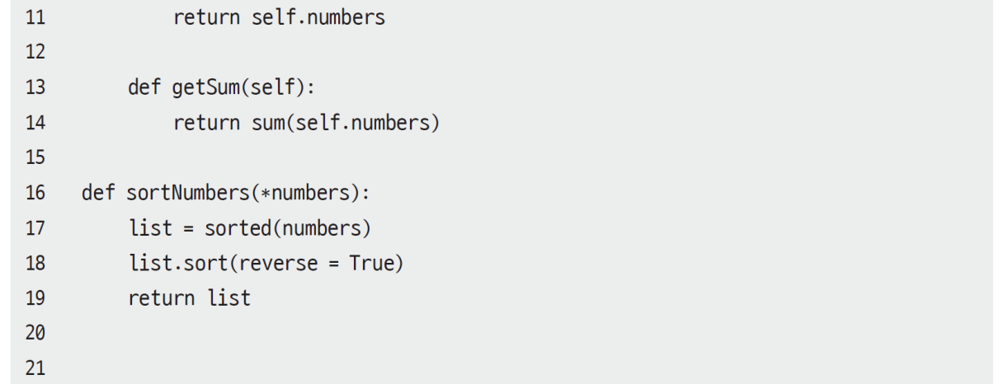 11            return self.numbers
12
13        def getSum(self):
14            return sum(self.numbers)
15
16    def sortNumbers(*numbers):
17        list = sorted(numbers)
18        list.sort(reverse = True)
19        return list
20
21